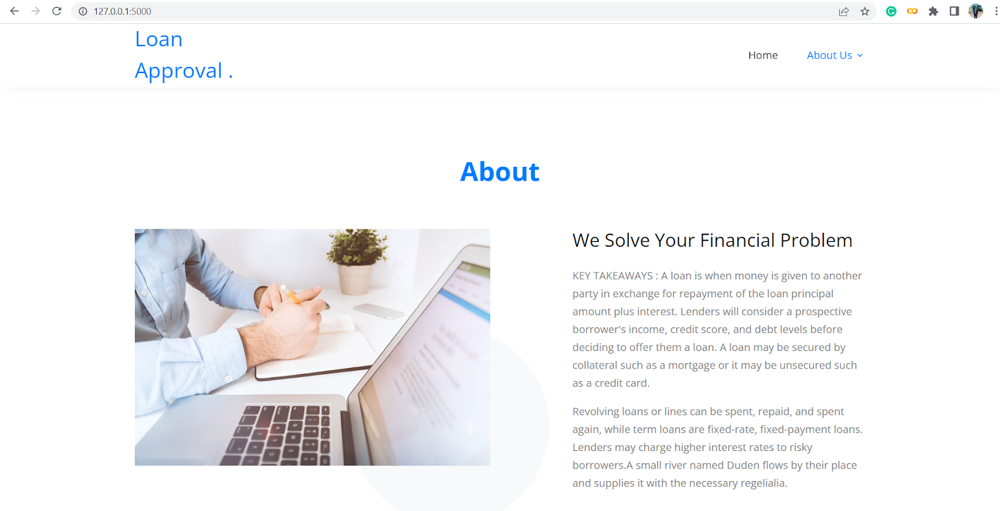 127.0.0.1:5000
Loan
Approval .
Home
About Us
About
We Solve Your Financial Problem
KEY TAKEAWAYS : A loan is when money is given to another
party in exchange for repayment of the loan principal
amount plus interest. Lenders will consider a prospective
borrower's income, credit score, and debt levels before
deciding to offer them a loan. A loan may be secured by
collateral such as a mortgage or it may be unsecured such
as a credit card.
Revolving loans or lines can be spent, repaid, and spent
again, while term loans are fixed-rate, fixed-payment loans.
Lenders may charge higher interest rates to risky
borrowers.A small river named Duden flows by their place
and supplies it with the necessary regelialia.